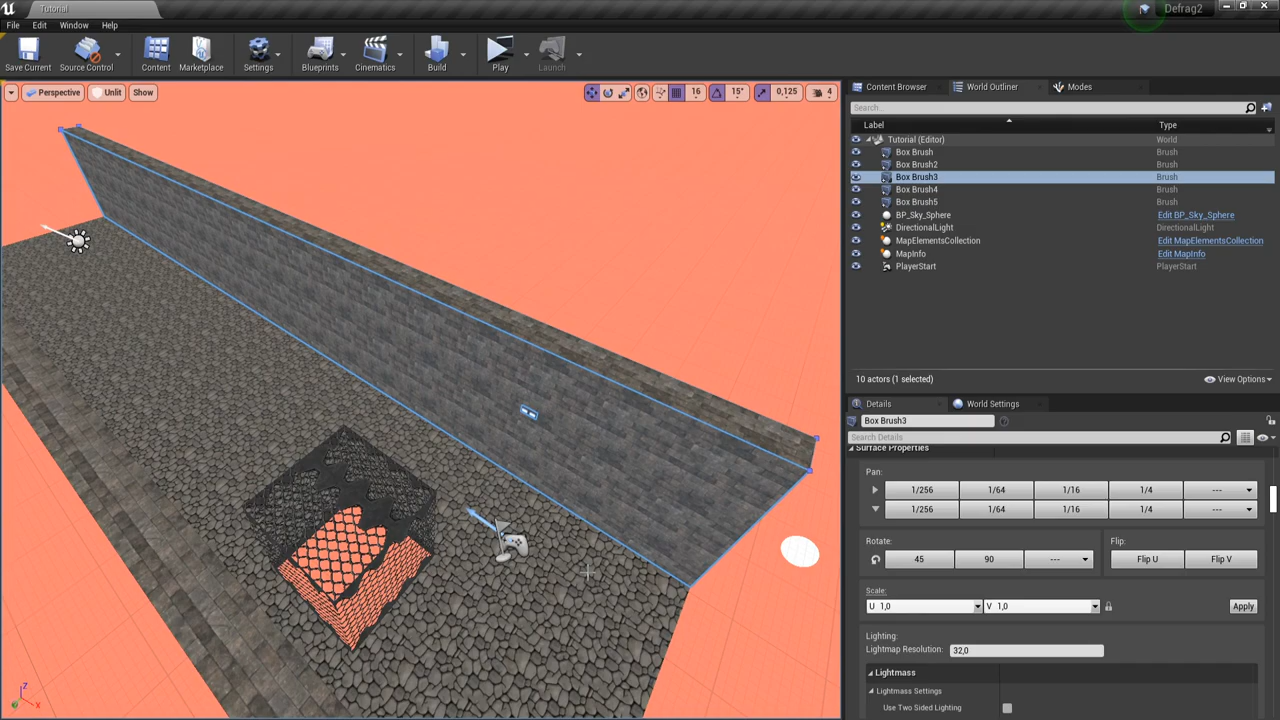 Tutorial
Defrag2
File Edit Window Help
Save Current Source Control Content Marketplace Settings Blueprints Cinematics Build Play Launch
Perspective Unlit Show 16 15° 0,125 4
Content Browser World Outliner Modes
Search...
Label Type
Tutorial (Editor) World
Box Brush Brush
Box Brush2 Brush
Box Brush3 Brush
Box Brush4 Brush
Box Brush5 Brush
BP_Sky_Sphere Edit BP_Sky_Sphere
DirectionalLight DirectionalLight
MapElementsCollection Edit MapElementsCollection
MapInfo Edit MapInfo
PlayerStart PlayerStart
10 actors (1 selected) View Options
Details World Settings
Box Brush3
Search Details
Surface Properties
Pan:
1/256 1/64 1/16 1/4 ---
1/256 1/64 1/16 1/4 ---
Rotate: Flip:
45 90 --- Flip U Flip V
Scale:
U 1,0 V 1,0 Apply
Lighting:
Lightmap Resolution: 32,0
Lightmass
Lightmass Settings
Use Two Sided Lighting
Z
X